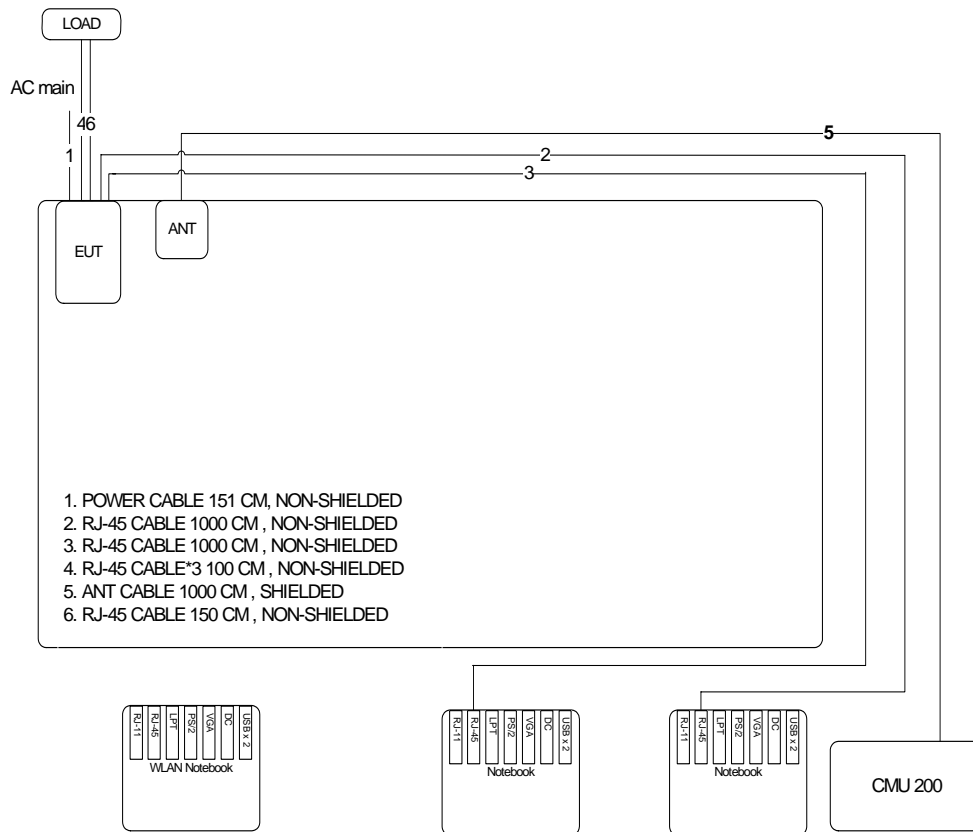 LOAD
AC main
46
1
5
2
3
EUT
ANT
1. POWER CABLE 151 CM, NON-SHIELDED
2. RJ-45 CABLE 1000 CM , NON-SHIELDED
3. RJ-45 CABLE 1000 CM , NON-SHIELDED
4. RJ-45 CABLE*3 100 CM , NON-SHIELDED
5. ANT CABLE 1000 CM , SHIELDED
6. RJ-45 CABLE 150 CM , NON-SHIELDED
RJ-11
RJ-45
LPT
PS/2
VGA
DC
USB x 2
WLAN Notebook
RJ-11
RJ-45
LPT
PS/2
VGA
DC
USB x 2
Notebook
RJ-11
RJ-45
LPT
PS/2
VGA
DC
USB x 2
Notebook
CMU 200